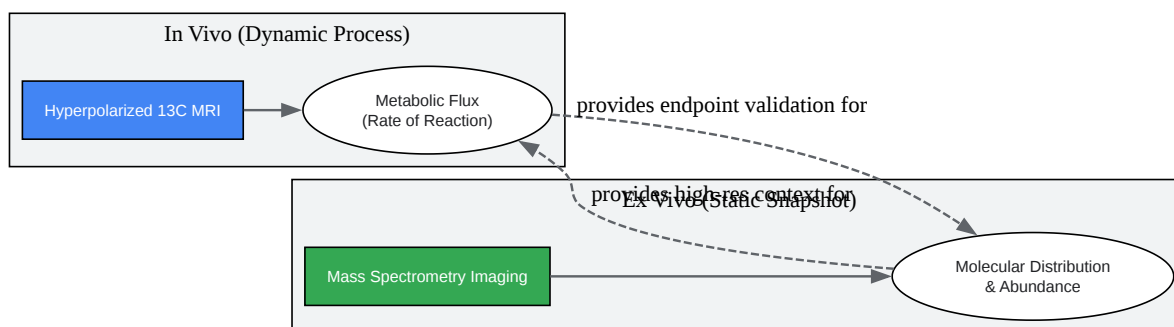 In Vivo (Dynamic Process)
Hyperpolarized 13C MRI
Metabolic Flux
(Rate of Reaction)
provides endpoint validation for
provides high-res context for
Ex Vivo (Static Snapshot)
Mass Spectrometry Imaging
Molecular Distribution
& Abundance